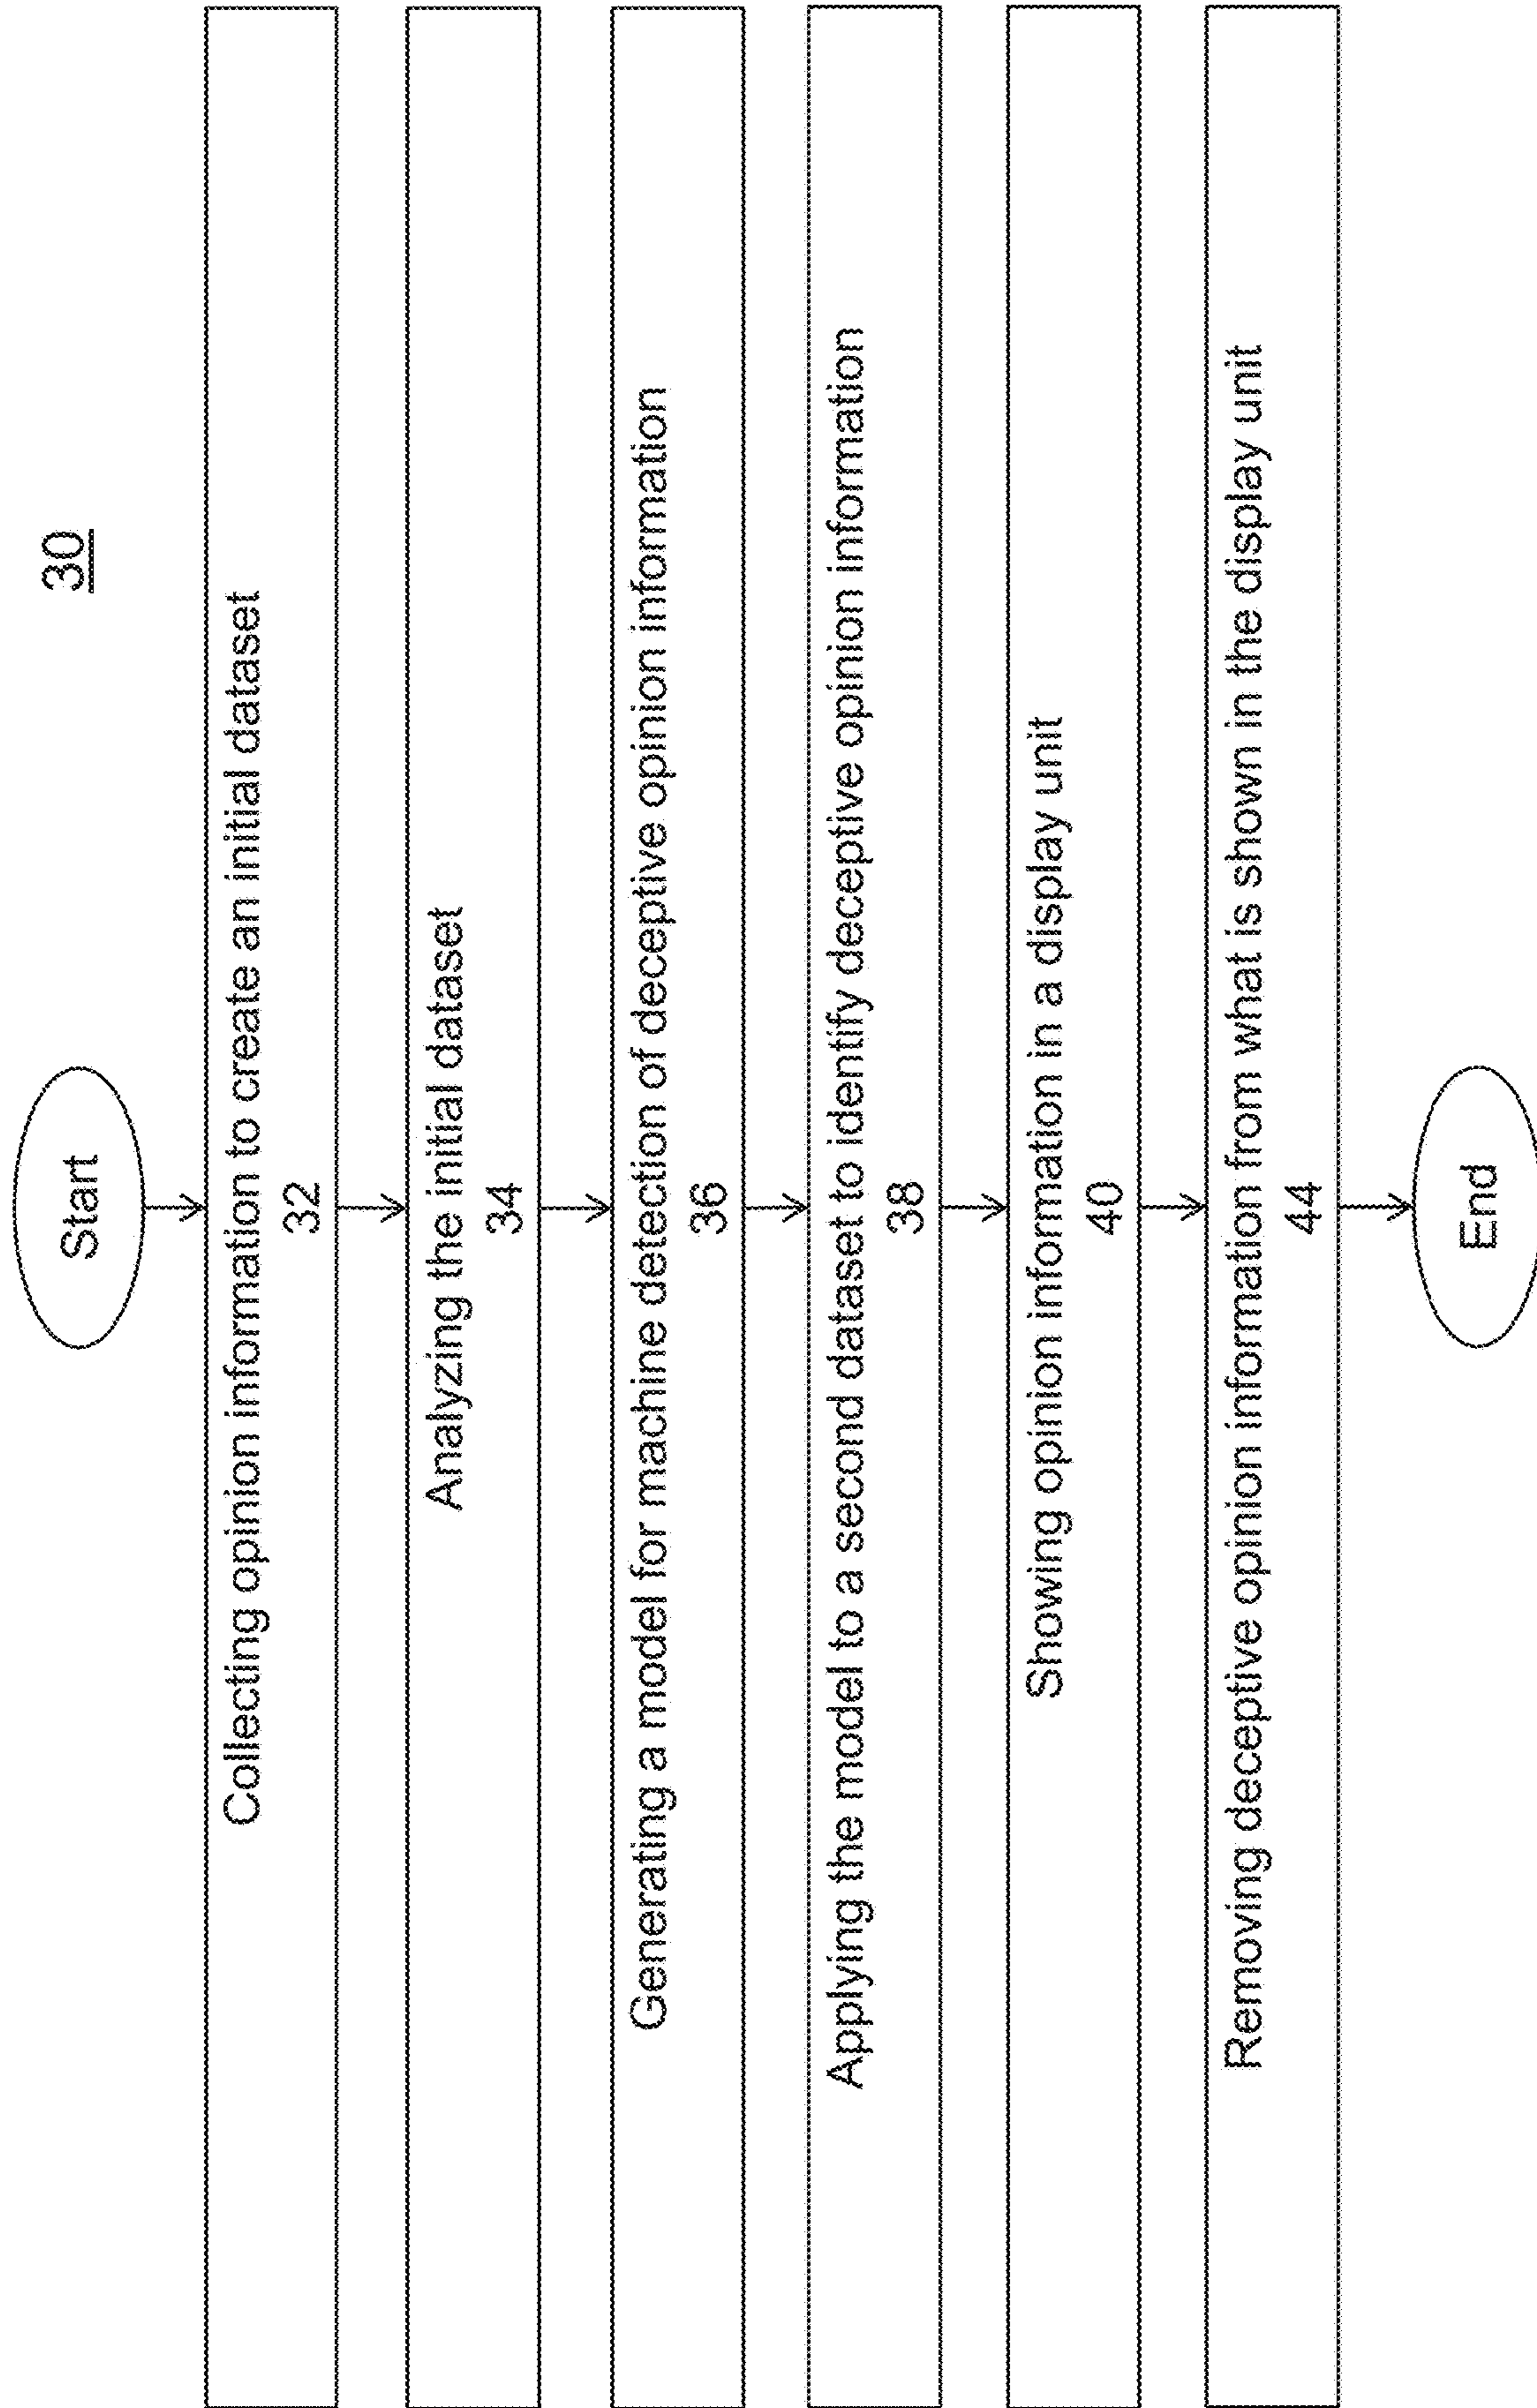 30
Start
Collecting opinion information to create an initial dataset
32
Analyzing the initial dataset
34
Generating a model for machine detection of deceptive opinion information
36
Applying the model to a second dataset to identify deceptive opinion information
38
Showing opinion information in a display unit
40
Removing deceptive opinion information from what is shown in the display unit
44
End